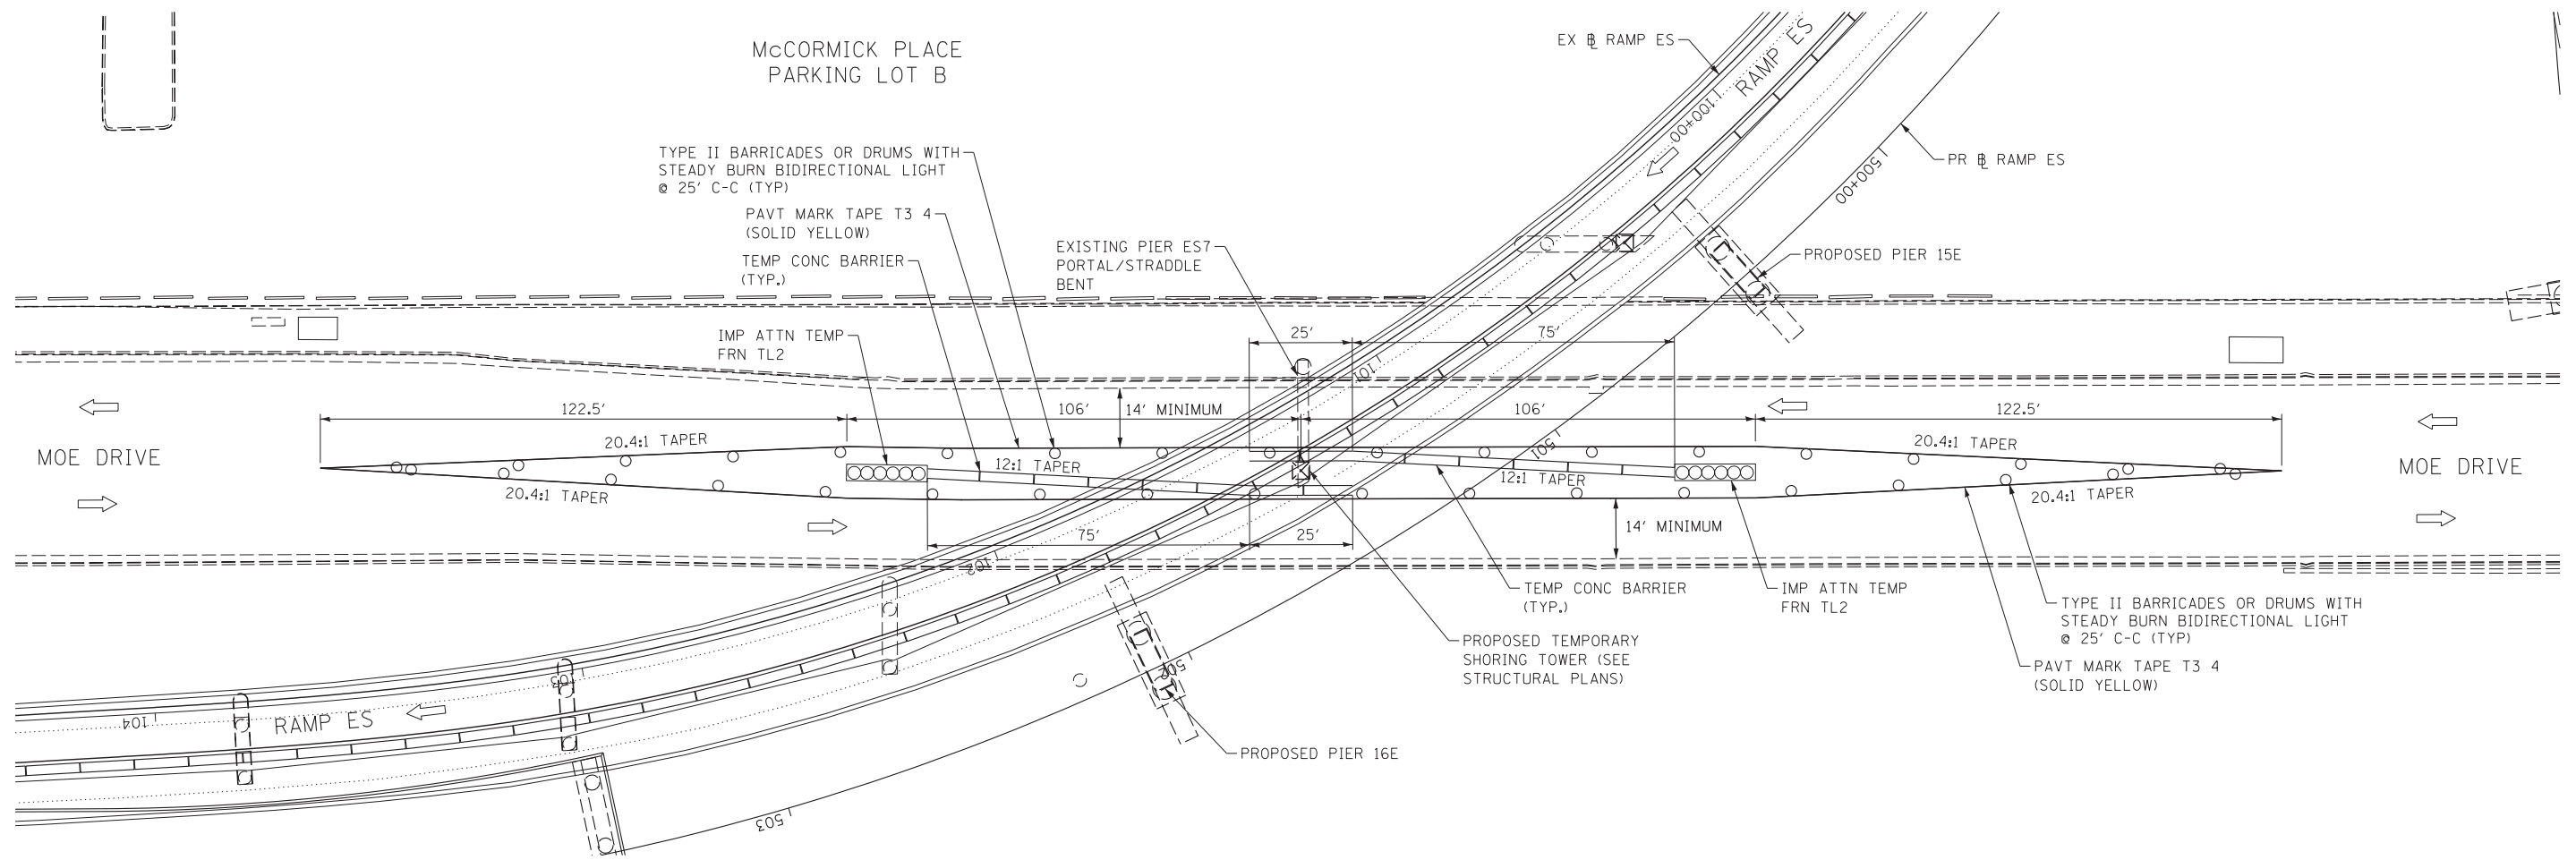 McCORMICK PLACE
PARKING LOT B
EX ⅊ RAMP ES
RAMP ES
1100+00
PR ⅊ RAMP ES
1500+00
TYPE II BARRICADES OR DRUMS WITH
STEADY BURN BIDIRECTIONAL LIGHT
@ 25' C-C (TYP)
PAVT MARK TAPE T3 4
(SOLID YELLOW)
TEMP CONC BARRIER
(TYP.)
EXISTING PIER ES7
PORTAL/STRADDLE
BENT
PROPOSED PIER 15E
IMP ATTN TEMP
FRN TL2
25'
75'
1101
122.5'
106'
14' MINIMUM
106'
122.5'
MOE DRIVE
20.4:1 TAPER
12:1 TAPER
1501
20.4:1 TAPER
MOE DRIVE
20.4:1 TAPER
12:1 TAPER
20.4:1 TAPER
75'
25'
14' MINIMUM
102
TEMP CONC BARRIER
(TYP.)
IMP ATTN TEMP
FRN TL2
TYPE II BARRICADES OR DRUMS WITH
STEADY BURN BIDIRECTIONAL LIGHT
@ 25' C-C (TYP)
PROPOSED TEMPORARY
SHORING TOWER (SEE
STRUCTURAL PLANS)
PAVT MARK TAPE T3 4
(SOLID YELLOW)
502
103
104
RAMP ES
PROPOSED PIER 16E
503